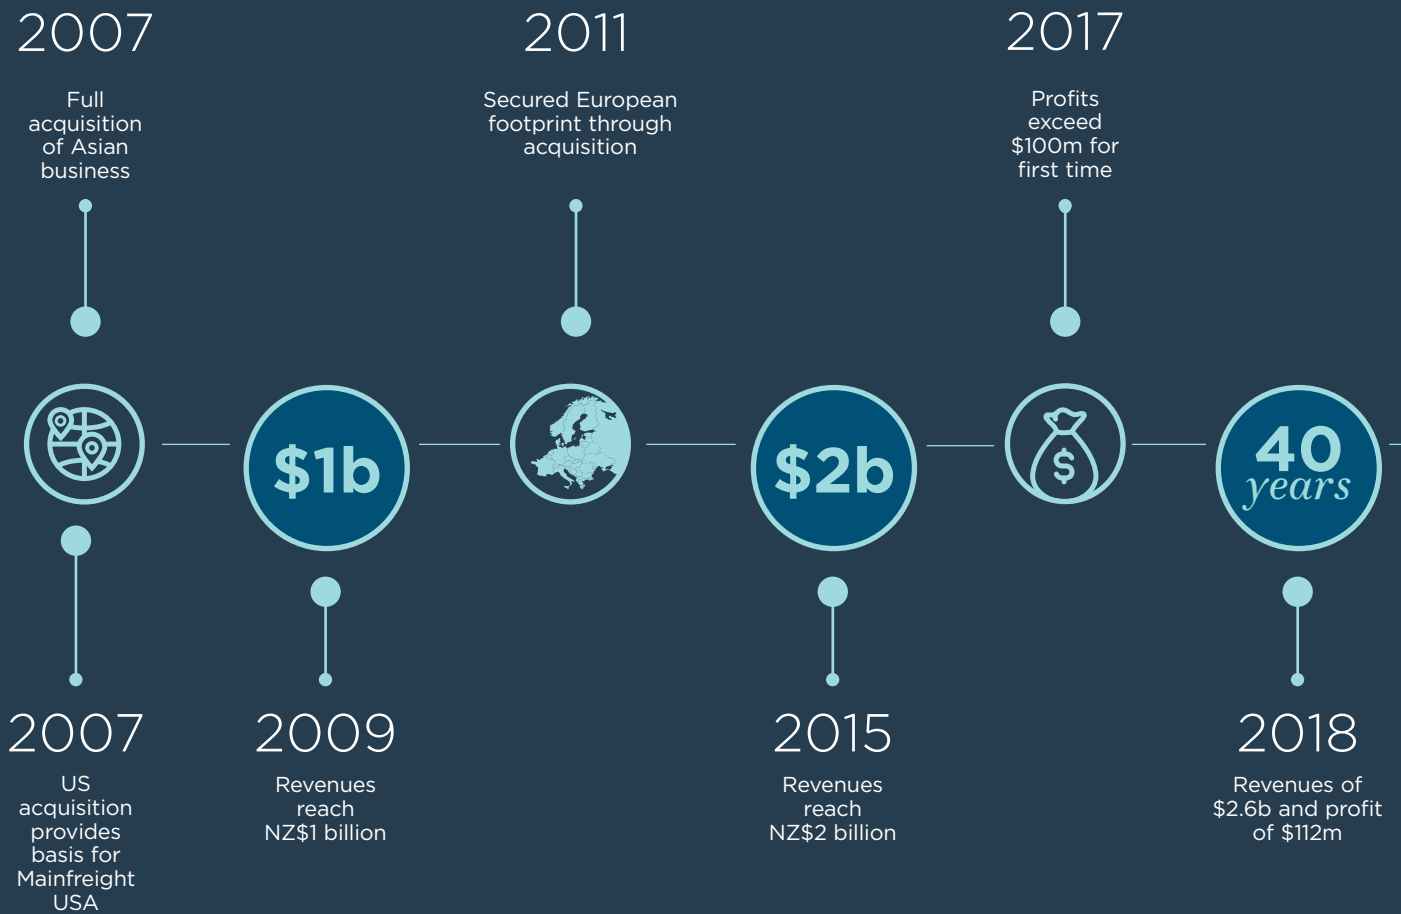 2007
Full
acquisition
of Asian
business
2011
Secured European
footprint through
acquisition
2017
Profits
exceed
$100m for
first time
$1b
$2b
$
40
years
2007
US
acquisition
provides
basis for
Mainfreight
USA
2009
Revenues
reach
NZ$1 billion
2015
Revenues
reach
NZ$2 billion
2018
Revenues of
$2.6b and profit
of $112m